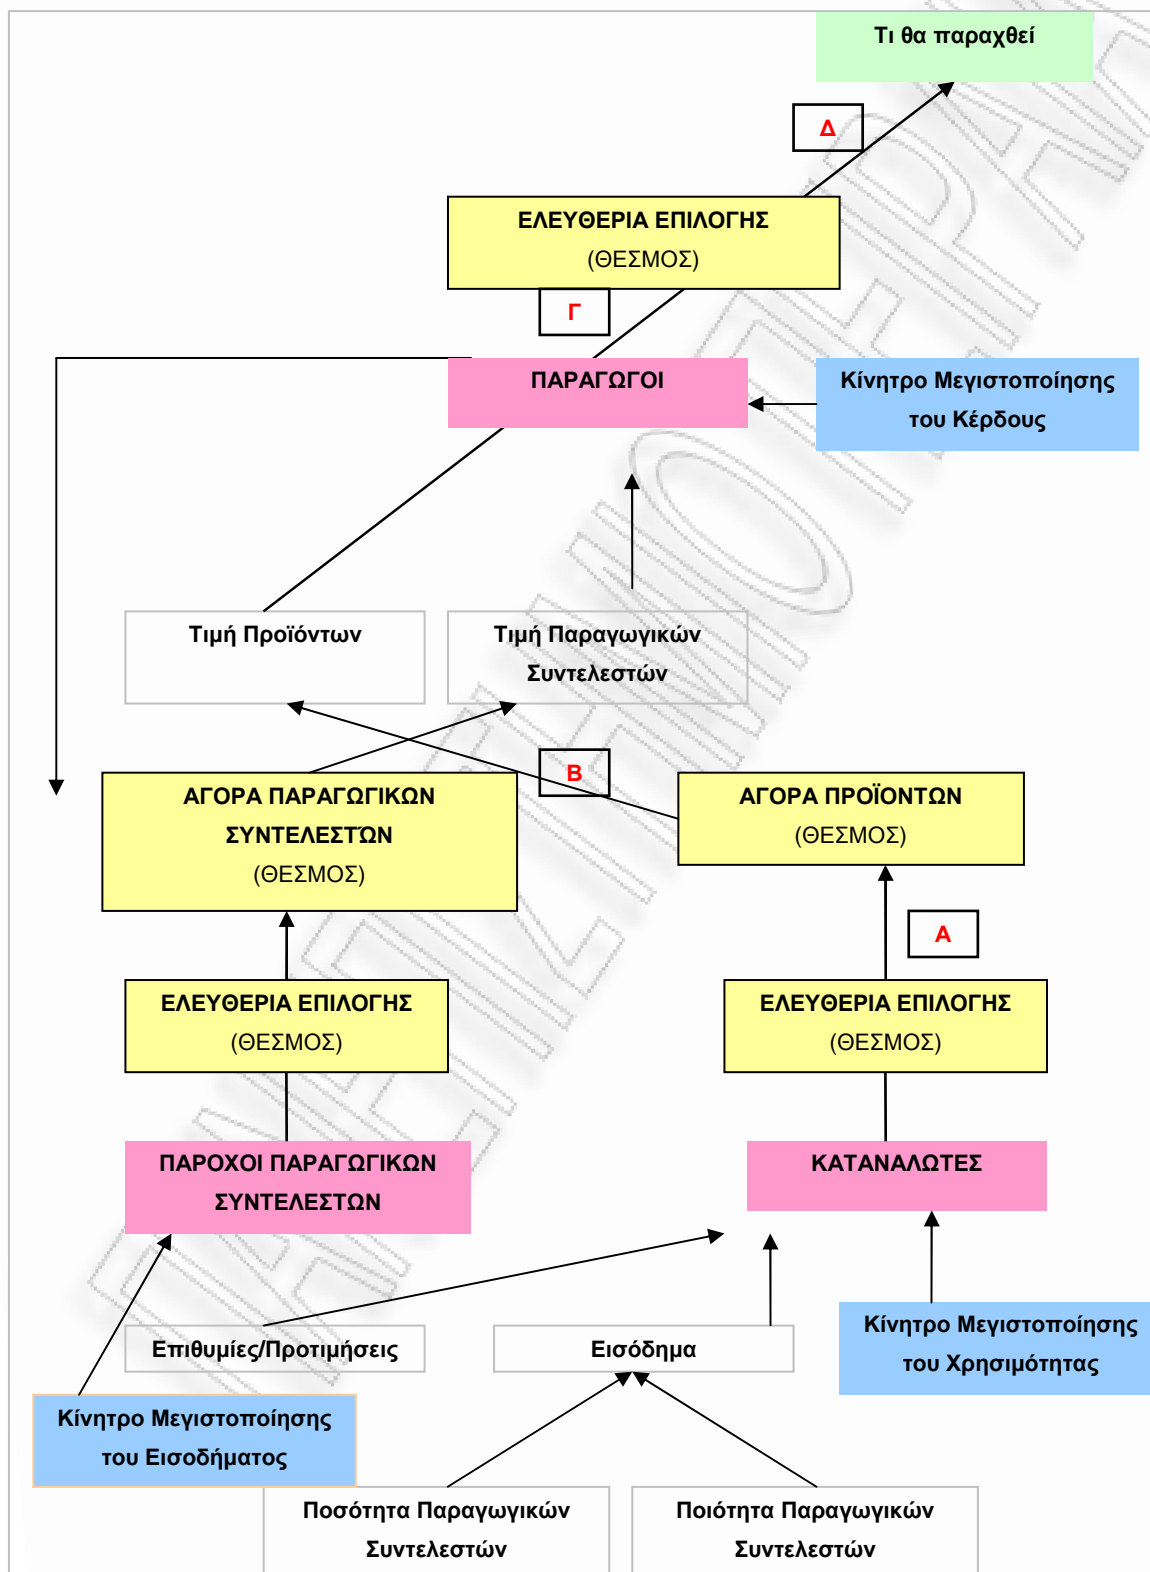 Τι θα παραχθεί
Δ
ΕΛΕΥΘΕΡΙΑ ΕΠΙΛΟΓΗΣ
(ΘΕΣΜΟΣ)
Γ
ΠΑΡΑΓΩΓΟΙ
Κίνητρο Μεγιστοποίησης
του Κέρδους
Τιμή Προϊόντων
Τιμή Παραγωγικών
Συντελεστών
Β
ΑΓΟΡΑ ΠΑΡΑΓΩΓΙΚΩΝ
ΣΥΝΤΕΛΕΣΤΏΝ
(ΘΕΣΜΟΣ)
ΑΓΟΡΑ ΠΡΟΪΟΝΤΩΝ
(ΘΕΣΜΟΣ)
Α
ΕΛΕΥΘΕΡΙΑ ΕΠΙΛΟΓΗΣ
(ΘΕΣΜΟΣ)
ΕΛΕΥΘΕΡΙΑ ΕΠΙΛΟΓΗΣ
(ΘΕΣΜΟΣ)
ΠΑΡΟΧΟΙ ΠΑΡΑΓΩΓΙΚΩΝ
ΣΥΝΤΕΛΕΣΤΩΝ
ΚΑΤΑΝΑΛΩΤΕΣ
Επιθυμίες/Προτιμήσεις
Εισόδημα
Κίνητρο Μεγιστοποίησης
του Χρησιμότητας
Κίνητρο Μεγιστοποίησης
του Εισοδήματος
Ποσότητα Παραγωγικών
Συντελεστών
Ποιότητα Παραγωγικών
Συντελεστών